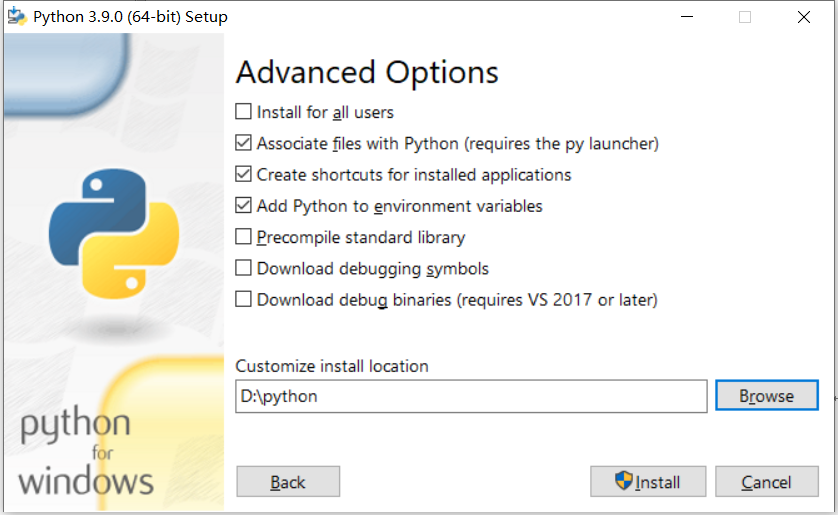 Python 3.9.0 (64-bit) Setup
Advanced Options
Install for all users
Associate files with Python (requires the py launcher)
Create shortcuts for installed applications
Add Python to environment variables
Precompile standard library
Download debugging symbols
Download debug binaries (requires VS 2017 or later)
Customize install location
D:\python
Browse
python
for
windows
Back
Install
Cancel